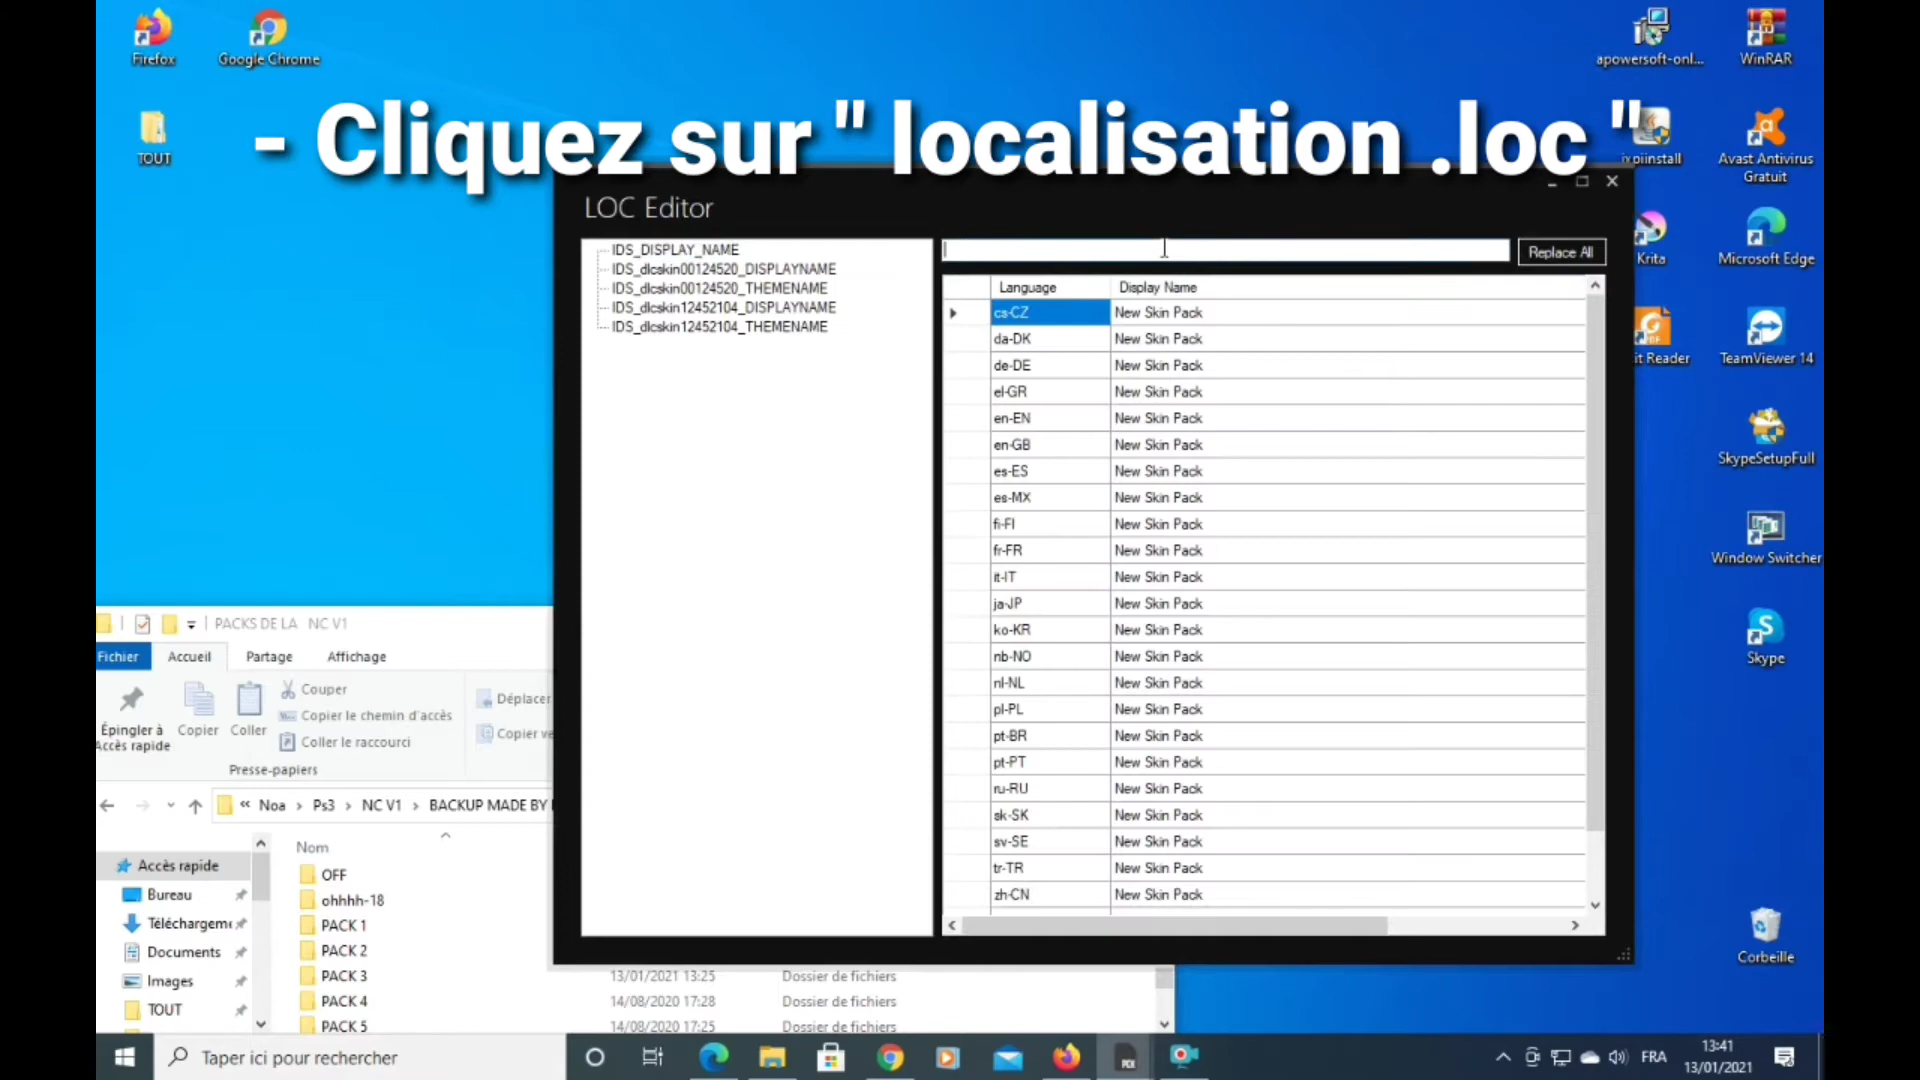 Firefox
Google Chrome
apowersoft-onl...
WinRAR
- Cliquez sur " localisation .loc "
TOUT
Avast Antivirus
Gratuit
LOC Editor
IDS_DISPLAY_NAME
IDS_dlcskin00124520_DISPLAYNAME
IDS_dlcskin00124520_THEMENAME
IDS_dlcskin12452104_DISPLAYNAME
IDS_dlcskin12452104_THEMENAME
Replace All
Language Display Name
cs-CZ New Skin Pack
da-DK New Skin Pack
de-DE New Skin Pack
el-GR New Skin Pack
en-EN New Skin Pack
en-GB New Skin Pack
es-ES New Skin Pack
es-MX New Skin Pack
fi-FI New Skin Pack
fr-FR New Skin Pack
it-IT New Skin Pack
ja-JP New Skin Pack
ko-KR New Skin Pack
nb-NO New Skin Pack
nl-NL New Skin Pack
pl-PL New Skin Pack
pt-BR New Skin Pack
pt-PT New Skin Pack
ru-RU New Skin Pack
sk-SK New Skin Pack
sv-SE New Skin Pack
tr-TR New Skin Pack
zh-CN New Skin Pack
Krita
Microsoft Edge
it Reader
TeamViewer 14
SkypeSetupFull
Window Switcher
Skype
Corbeille
PACKS DE LA NC V1
Fichier Accueil Partage Affichage
Épingler à
Accès rapide
Copier
Coller
Couper
Copier le chemin d'accès
Coller le raccourci
Déplacer
Copier ve
Presse-papiers
« Noa › Ps3 › NC V1 › BACKUP MADE BY
Nom
Accès rapide
Bureau
Téléchargem
Documents
Images
TOUT
OFF
ohhhh-18
PACK 1
PACK 2
PACK 3 13/01/2021 13:25 Dossier de fichiers
PACK 4 14/08/2020 17:28 Dossier de fichiers
PACK 5 14/08/2020 17:25 Dossier de fichiers
Taper ici pour rechercher
FRA
13:41
13/01/2021